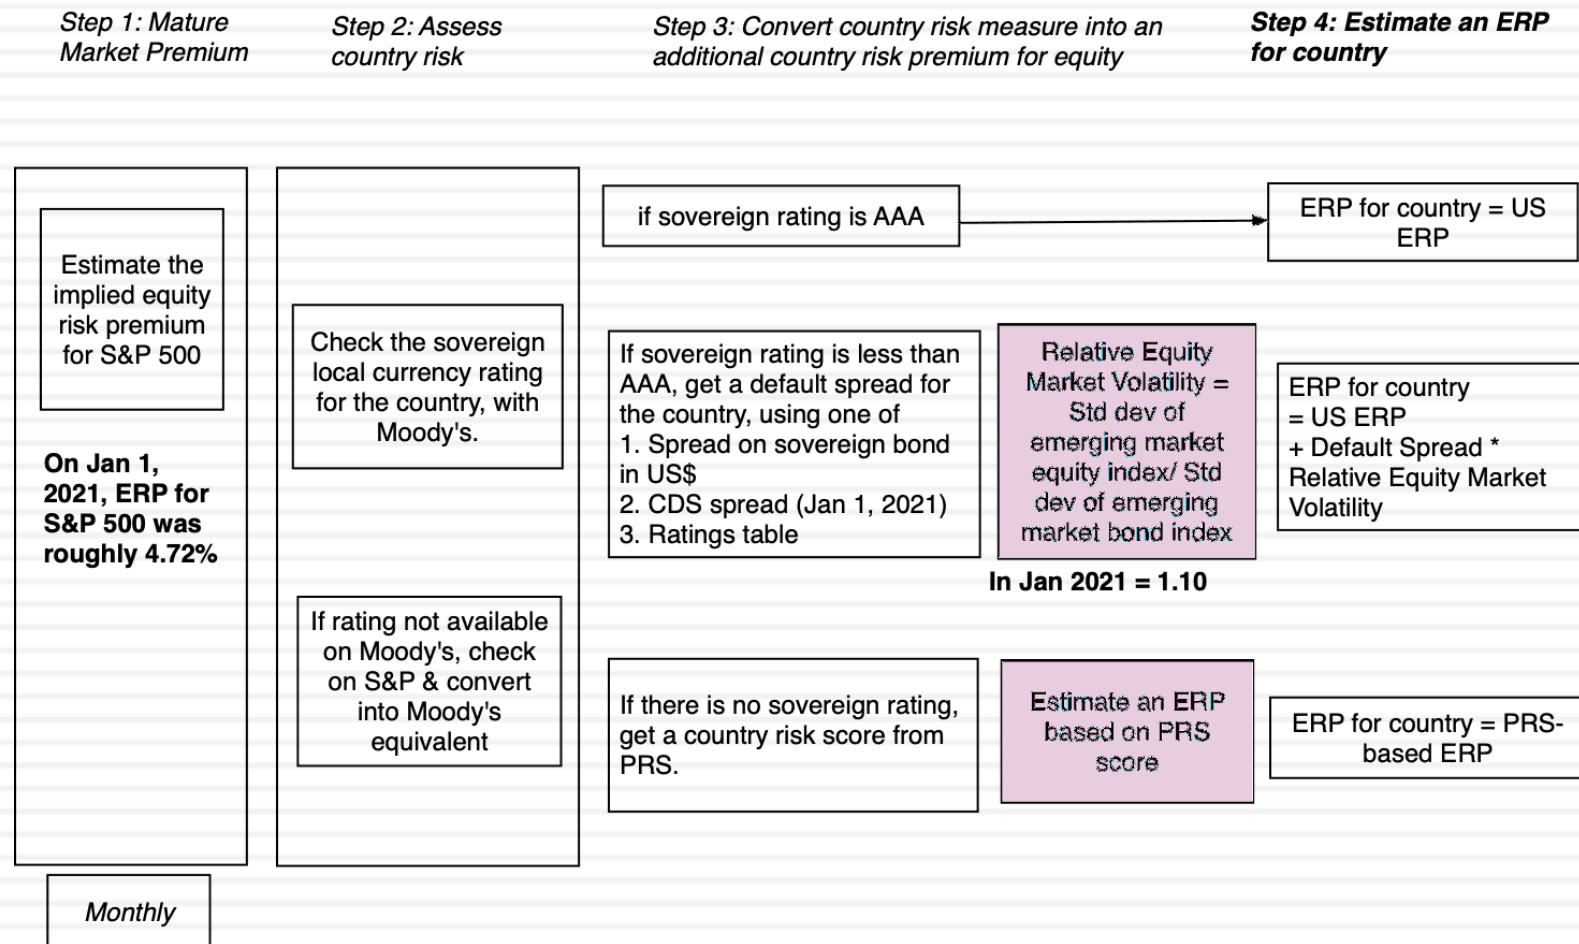 Step 1: Mature
Market Premium
Step 2: Assess
country risk
Step 3: Convert country risk measure into an
additional country risk premium for equity
Step 4: Estimate an ERP
for country
Estimate the
implied equity
risk premium
for S&P 500
On Jan 1,
2021, ERP for
S&P 500 was
roughly 4.72%
Monthly
Check the sovereign
local currency rating
for the country, with
Moody's.
If rating not available
on Moody's, check
on S&P & convert
into Moody's
equivalent
if sovereign rating is AAA
ERP for country = US
ERP
If sovereign rating is less than
AAA, get a default spread for
the country, using one of
1. Spread on sovereign bond
in US$
2. CDS spread (Jan 1, 2021)
3. Ratings table
Relative Equity
Market Volatility =
Std dev of
emerging market
equity index/ Std
dev of emerging
market bond index
In Jan 2021 = 1.10
ERP for country
= US ERP
+ Default Spread *
Relative Equity Market
Volatility
If there is no sovereign rating,
get a country risk score from
PRS.
Estimate an ERP
based on PRS
score
ERP for country = PRS-
based ERP